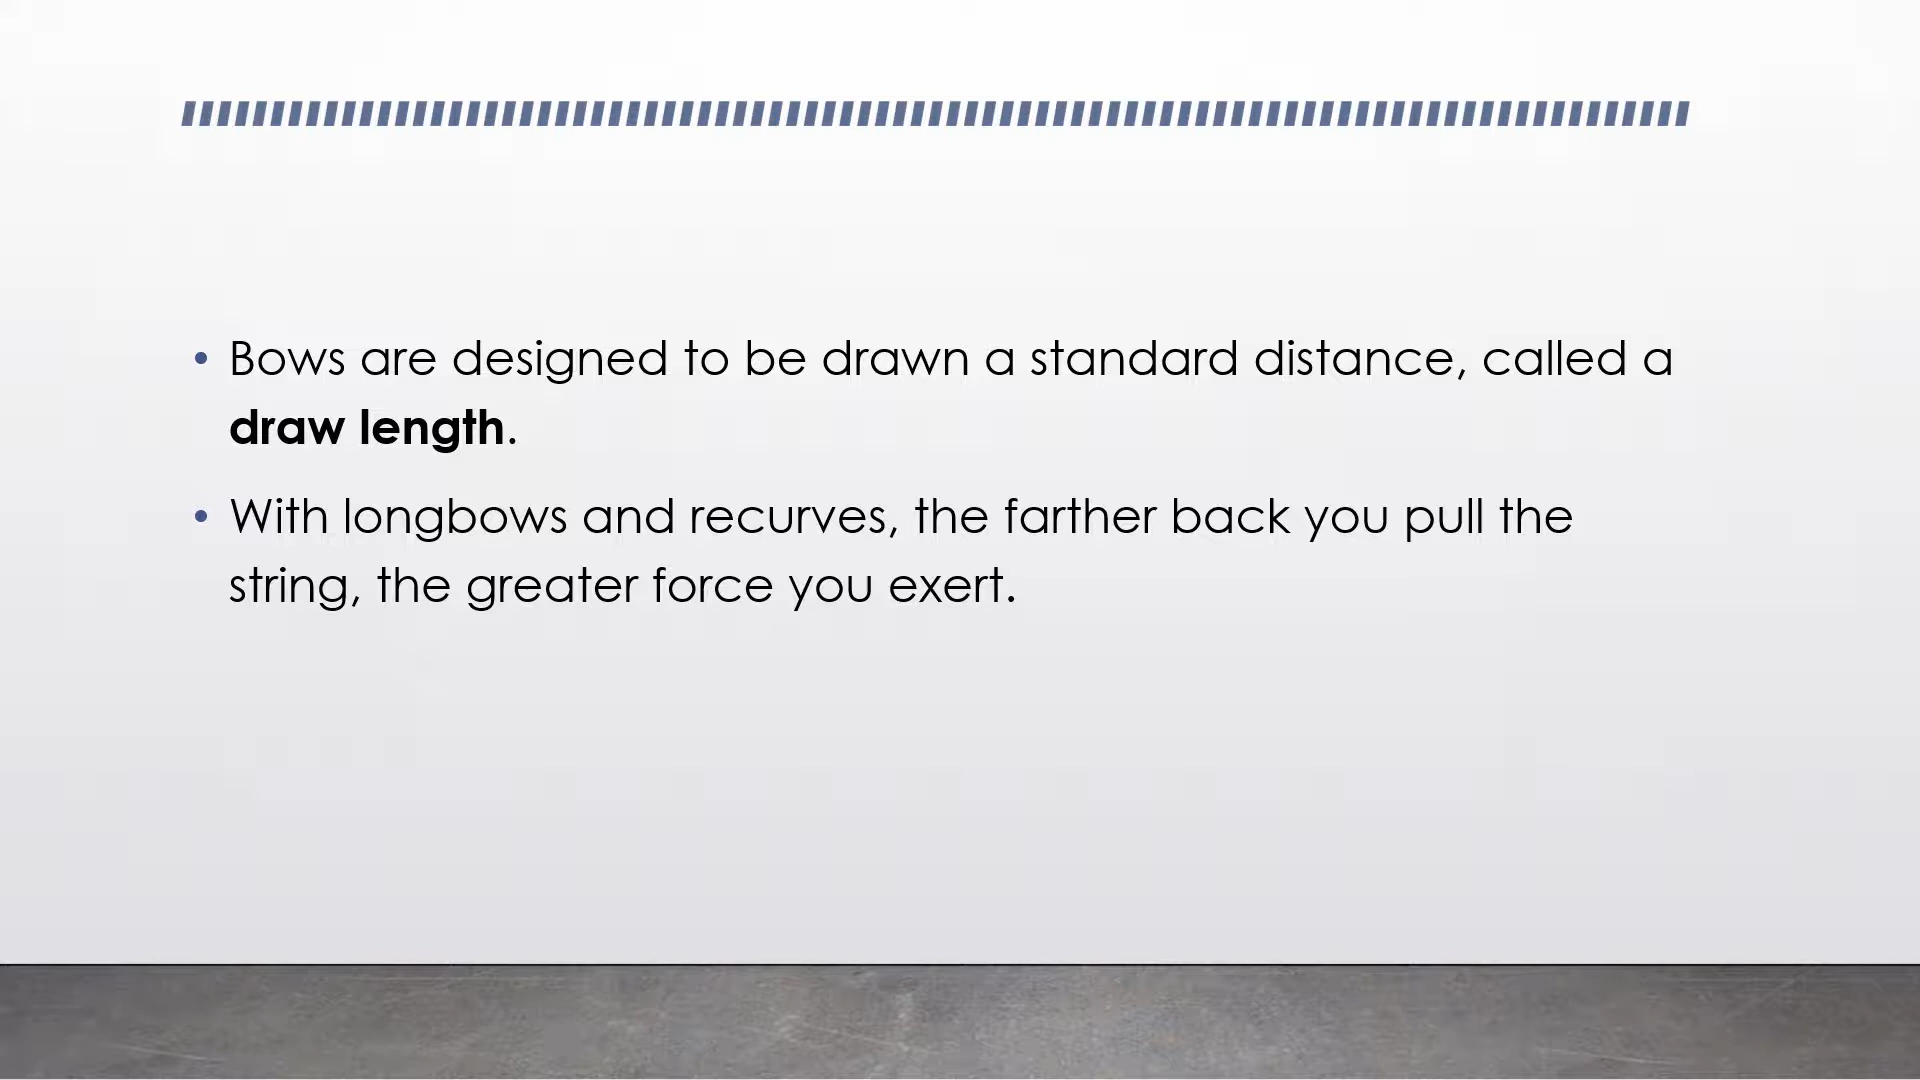 • Bows are designed to be drawn a standard distance, called a
draw length.
• With longbows and recurves, the farther back you pull the
string, the greater force you exert.